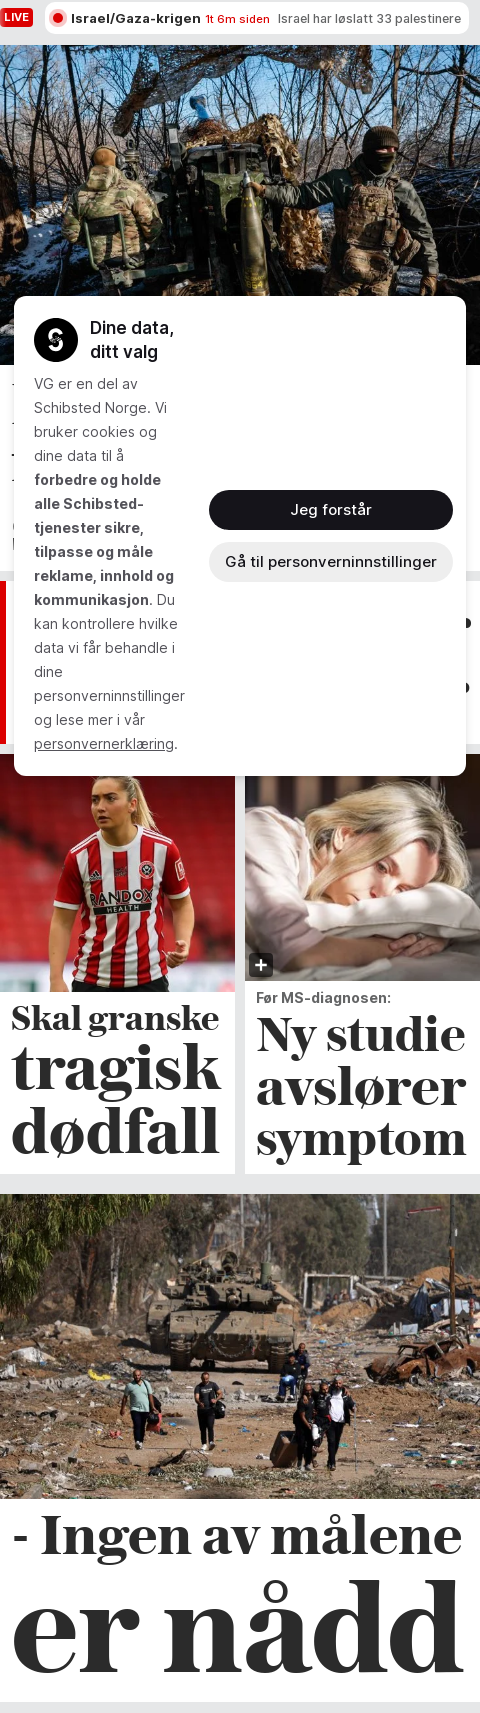 LIVE
Israel/Gaza-krigen 1t 6m siden Israel har løslatt 33 palestinere
Dine data,
ditt valg
VG er en del av
Schibsted Norge. Vi
bruker cookies og
dine data til å
forbedre og holde
alle Schibsted-
tjenester sikre,
tilpasse og måle
reklame, innhold og
kommunikasjon. Du
kan kontrollere hvilke
data vi får behandle i
dine
personverninnstillinger
og lese mer i vår
personvernerklæring.
Jeg forstår
Gå til personverninnstillinger
RANDOX
HEALTH
Skal granske
tragisk
dødfall
Før MS-diagnosen:
Ny studie
avslører
symptom
- Ingen av målene
er nådd